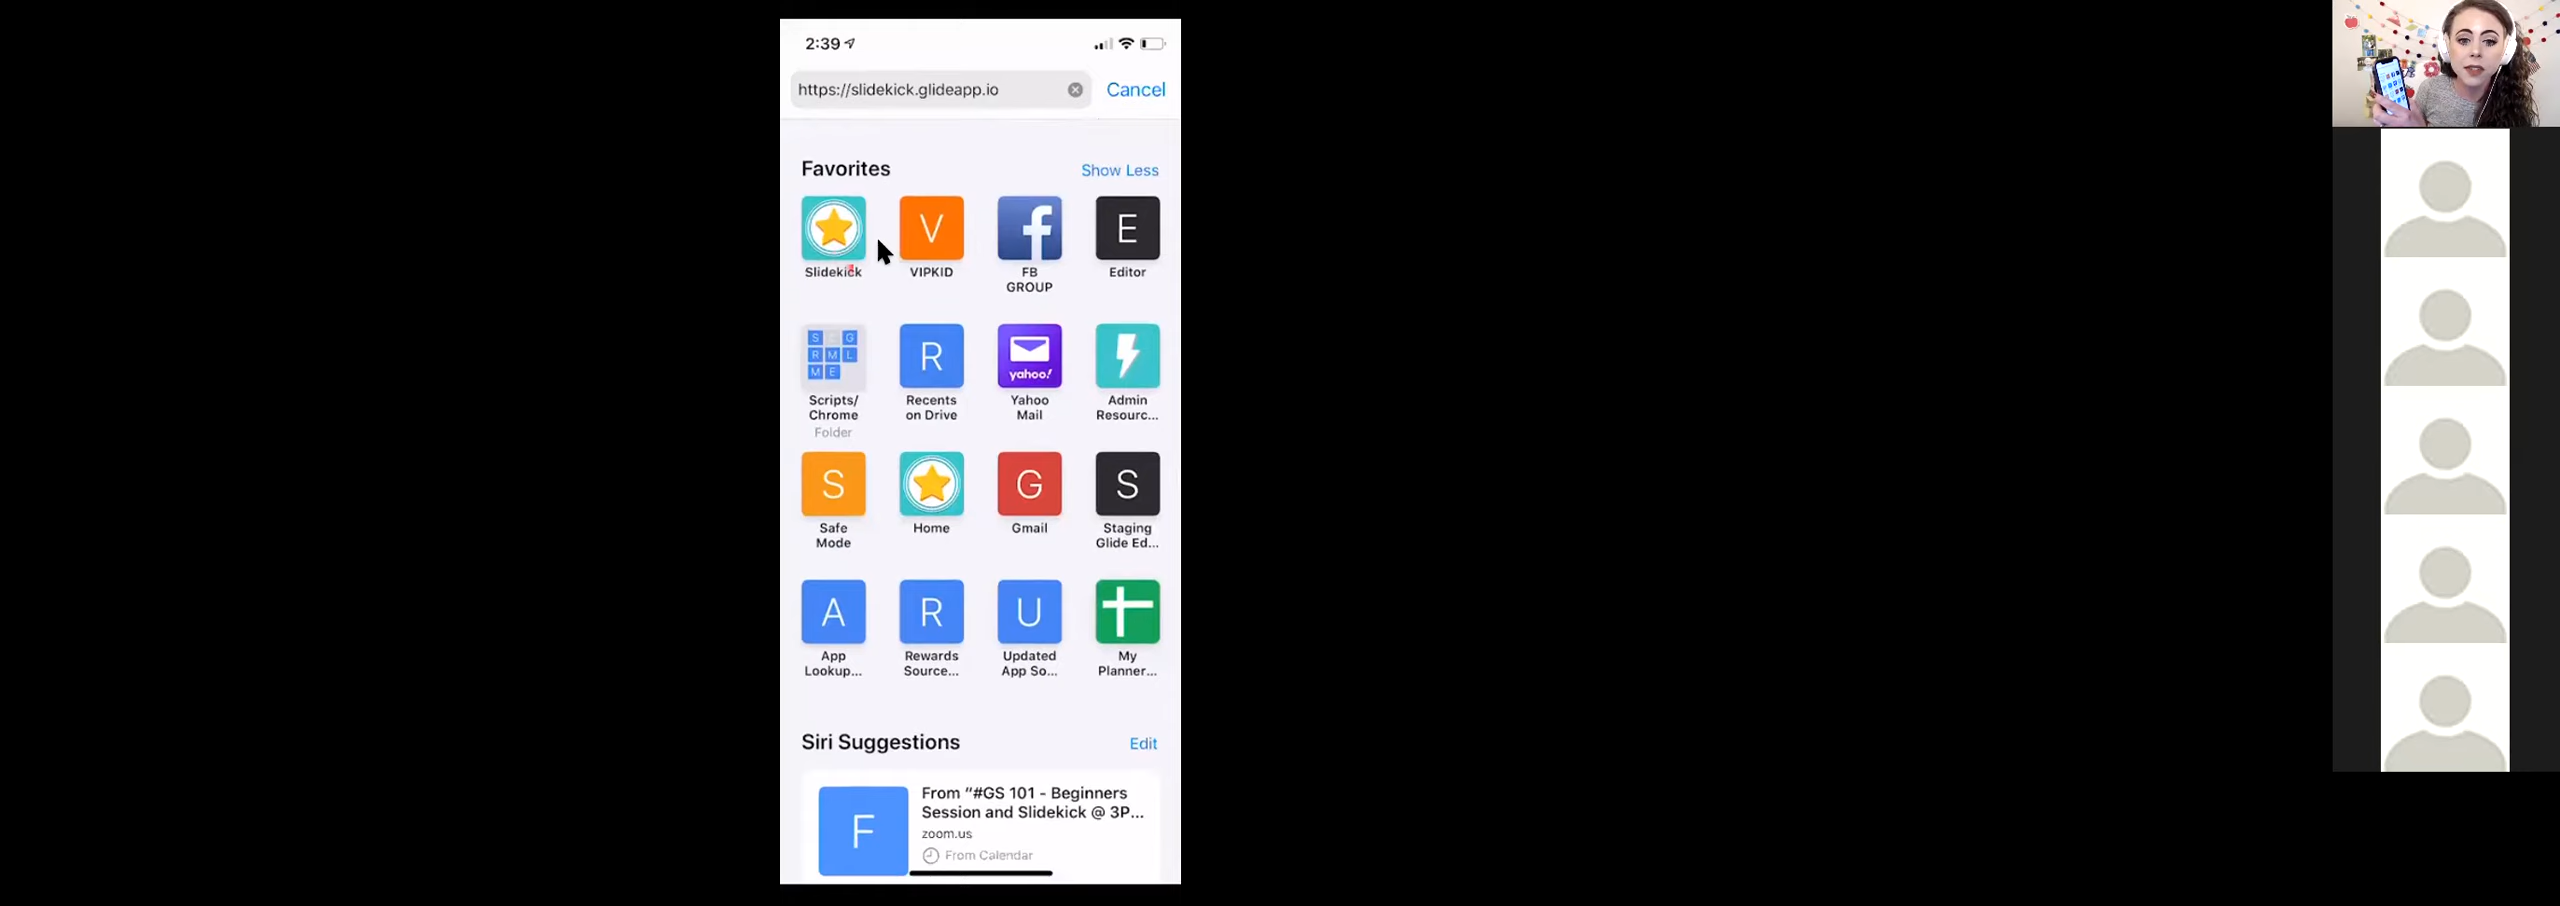 2:39
https://slidekick.glideapp.io
Cancel
Favorites
Show Less
Slidekick
V
VIPKID
f
FB
GROUP
E
Editor
S G
R M L
M E
Scripts/
Chrome
Folder
R
Recents
on Drive
yahoo!
Yahoo
Mail
Admin
Resourc...
S
Safe
Mode
Home
G
Gmail
S
Staging
Glide Ed...
A
App
Lookup...
R
Rewards
Source...
U
Updated
App So...
My
Planner...
Siri Suggestions
Edit
F
From “#GS 101 - Beginners
Session and Slidekick @ 3P...
zoom.us
From Calendar